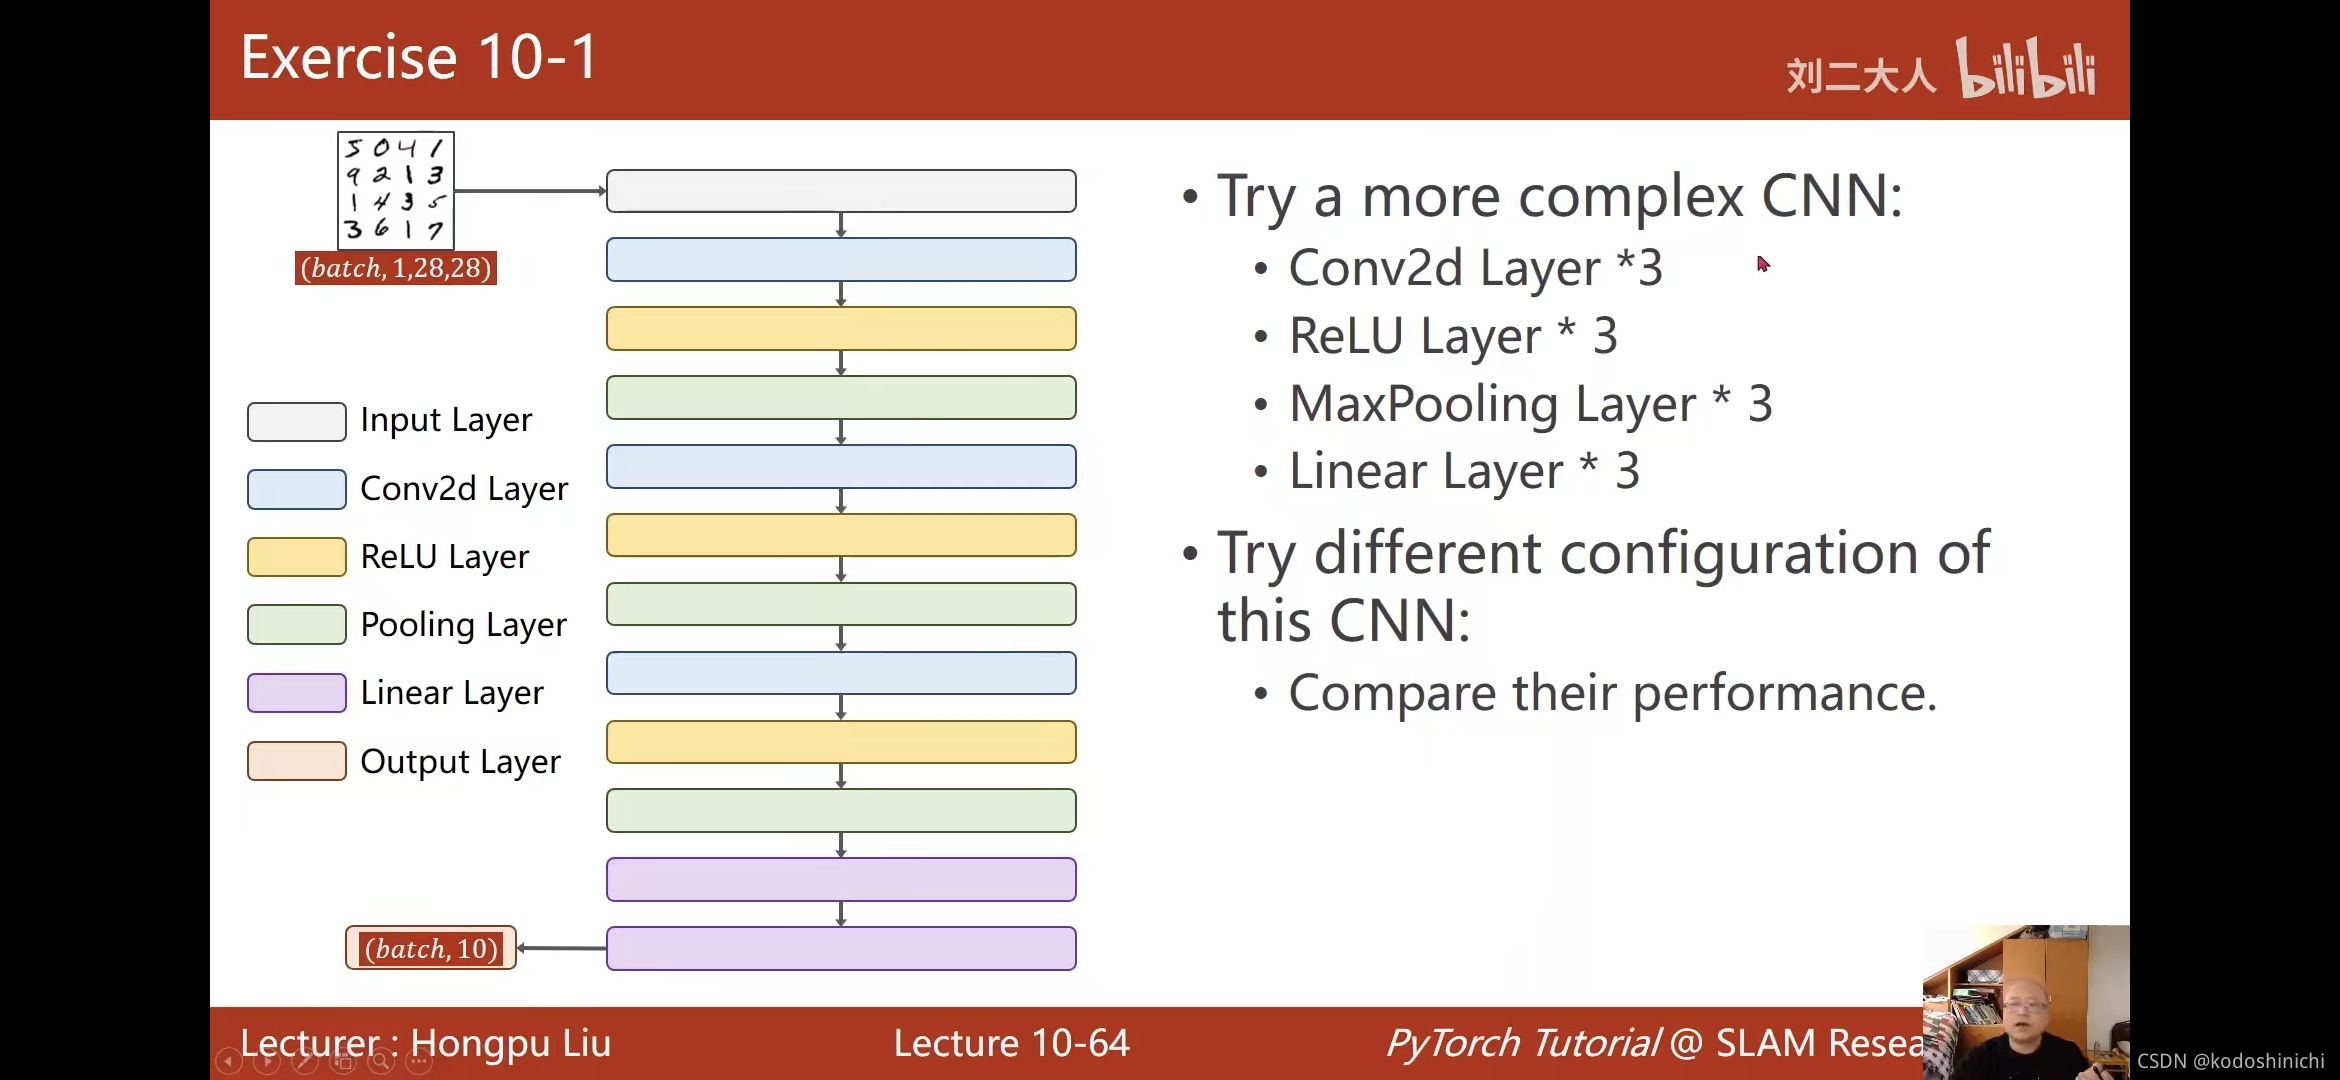 Exercise 10-1
刘二大人 bilibili
5 0 4 1
9 2 1 3
1 4 3 5
3 6 1 7
(batch, 1,28,28)
Input Layer
Conv2d Layer
ReLU Layer
Pooling Layer
Linear Layer
Output Layer
(batch, 10)
• Try a more complex CNN:
• Conv2d Layer *3
• ReLU Layer * 3
• MaxPooling Layer * 3
• Linear Layer * 3
• Try different configuration of
this CNN:
• Compare their performance.
Lecturer : Hongpu Liu
Lecture 10-64
PyTorch Tutorial @ SLAM Resea
CSDN @kodoshinichi